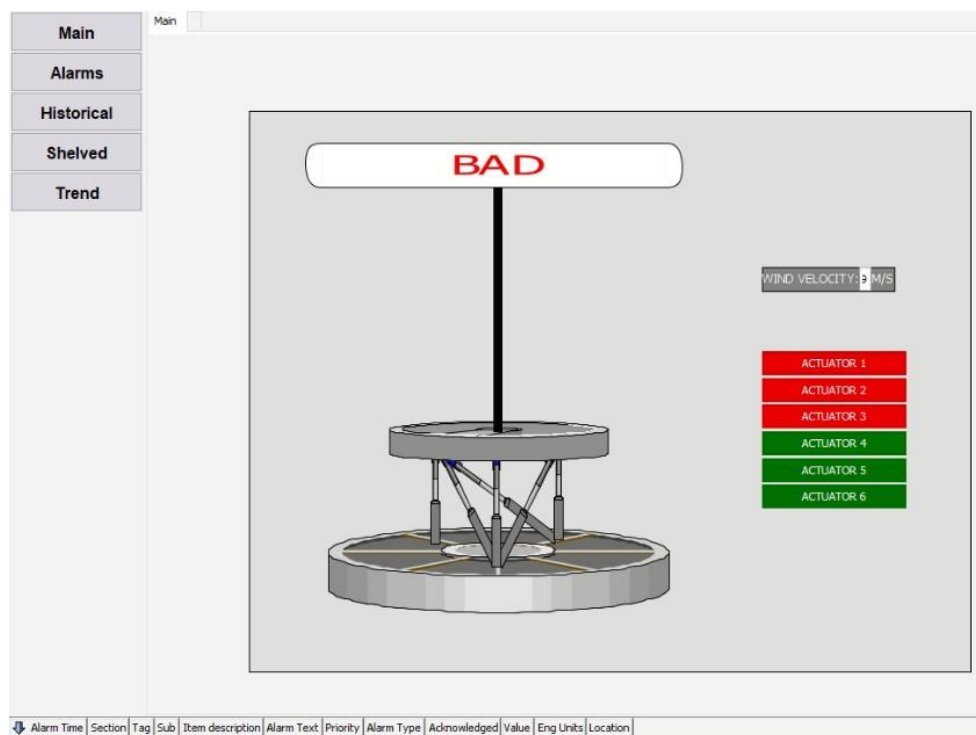 Main
Main
Alarms
Historical
Shelved
Trend
BAD
WIND VELOCITY: 9 M/S
ACTUATOR 1
ACTUATOR 2
ACTUATOR 3
ACTUATOR 4
ACTUATOR 5
ACTUATOR 6
Alarm Time Section Tag Sub Item description Alarm Text Priority Alarm Type Acknowledged Value Eng Units Location